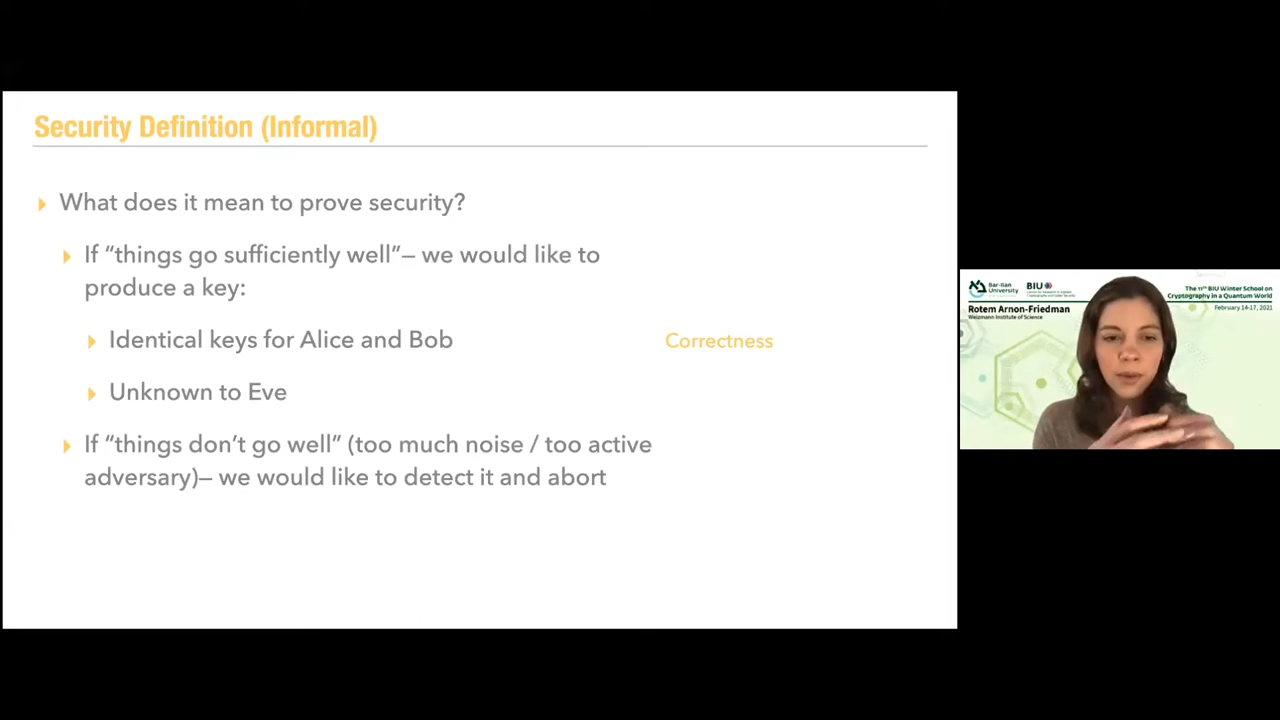 Security Definition (Informal)
What does it mean to prove security?
If “things go sufficiently well”— we would like to
produce a key:
Identical keys for Alice and Bob
Correctness
Unknown to Eve
If “things don’t go well” (too much noise / too active
adversary)— we would like to detect it and abort
Bar-Ilan
University
BIU
The 11th BIU Winter School on
Cryptography in a Quantum World
February 14-17, 2021
Rotem Arnon-Friedman
Weizmann Institute of Science